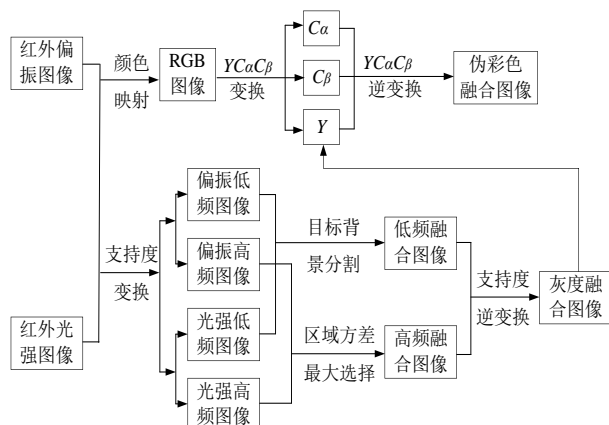 红外偏
振图像
颜色
映射
RGB
图像
YCαCβ
变换
Cα
Cβ
Y
YCαCβ
逆变换
伪彩色
融合图像
支持度
变换
偏振低
频图像
偏振高
频图像
光强低
频图像
光强高
频图像
目标背
景分割
区域方差
最大选择
低频融
合图像
高频融
合图像
支持度
逆变换
灰度融
合图像
红外光
强图像